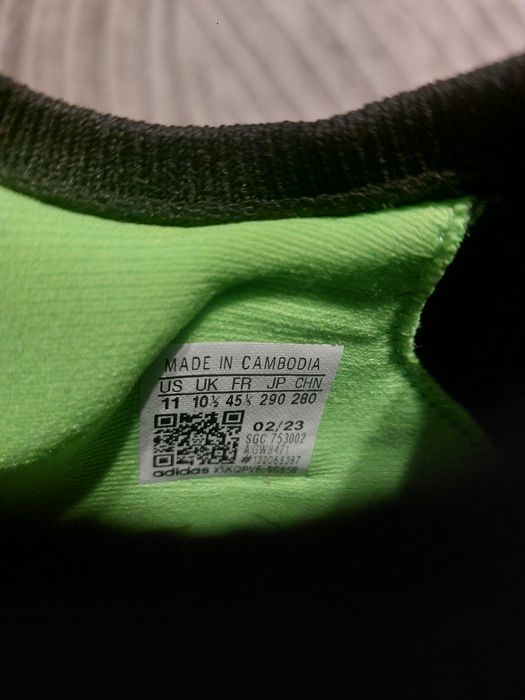 MADE IN CAMBODIA
US UK FR JP CHN
11 10½ 45⅓ 290 280
02/23
SGC 753002
GW8471
adidas